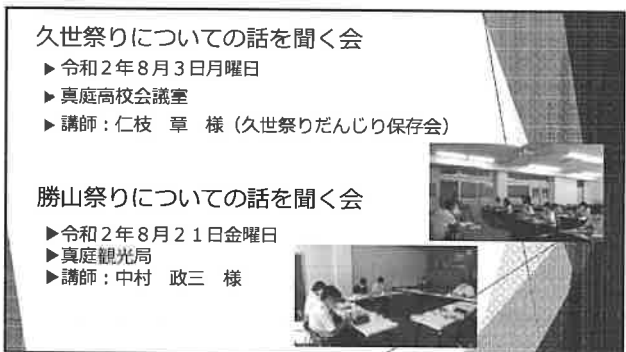 久世祭りについての話を聞く会
▶令和2年8月3日月曜日
▶真庭高校会議室
▶講師：仁枝　章　様（久世祭りだんじり保存会）
勝山祭りについての話を聞く会
▶令和2年8月21日金曜日
▶真庭観光局
▶講師：中村　政三　様